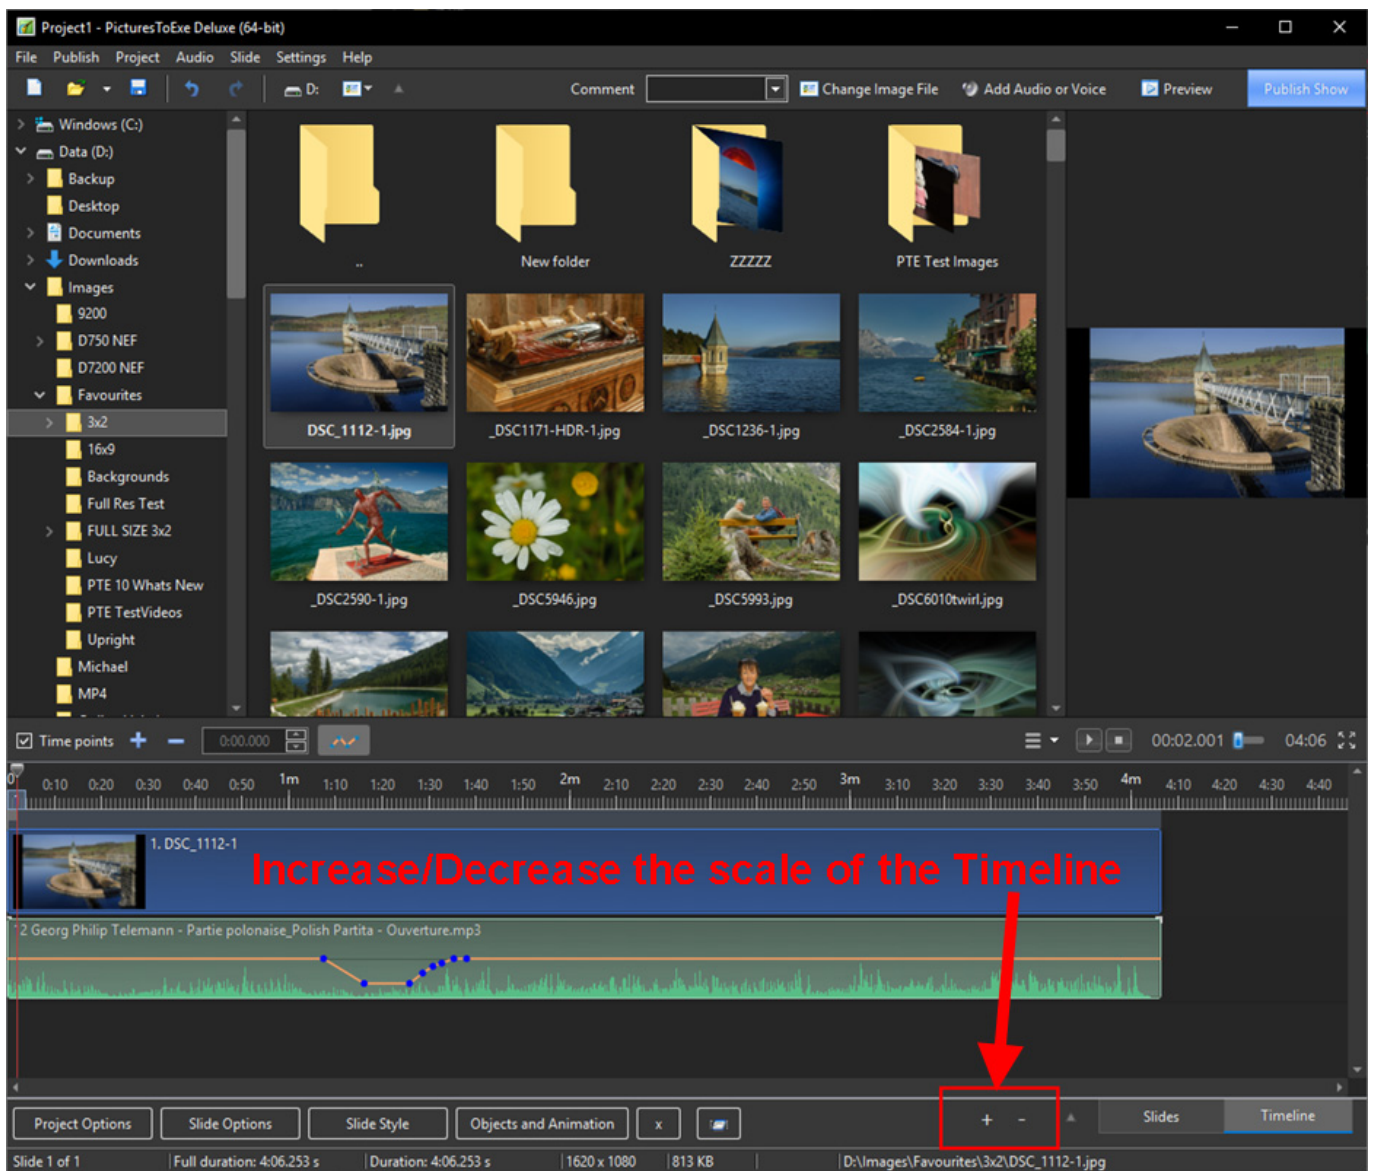 Project1 - PicturesToExe Deluxe (64-bit)
File Publish Project Audio Slide Settings Help
D: Comment Change Image File Add Audio or Voice Preview Publish Show
Windows (C:)
Data (D:)
Backup
Desktop
Documents
Downloads
Images
9200
D750 NEF
D7200 NEF
Favourites
3x2
16x9
Backgrounds
Full Res Test
FULL SIZE 3x2
Lucy
PTE 10 Whats New
PTE TestVideos
Upright
Michael
MP4
.. New folder ZZZZZ PTE Test Images
DSC_1112-1.jpg _DSC1171-HDR-1.jpg _DSC1236-1.jpg _DSC2584-1.jpg
_DSC2590-1.jpg _DSC5946.jpg _DSC5993.jpg _DSC6010twirl.jpg
Time points + - 0:00.000 00:02.001 04:06
0 0:10 0:20 0:30 0:40 0:50 1m 1:10 1:20 1:30 1:40 1:50 2m 2:10 2:20 2:30 2:40 2:50 3m 3:10 3:20 3:30 3:40 3:50 4m 4:10 4:20 4:30 4:40
1. DSC_1112-1
Increase/Decrease the scale of the Timeline
2 Georg Philip Telemann - Partie polonaise_Polish Partita - Ouverture.mp3
Project Options Slide Options Slide Style Objects and Animation x + - Slides Timeline
Slide 1 of 1 Full duration: 4:06.253 s Duration: 4:06.253 s 1620 x 1080 813 KB D:\Images\Favourites\3x2\DSC_1112-1.jpg